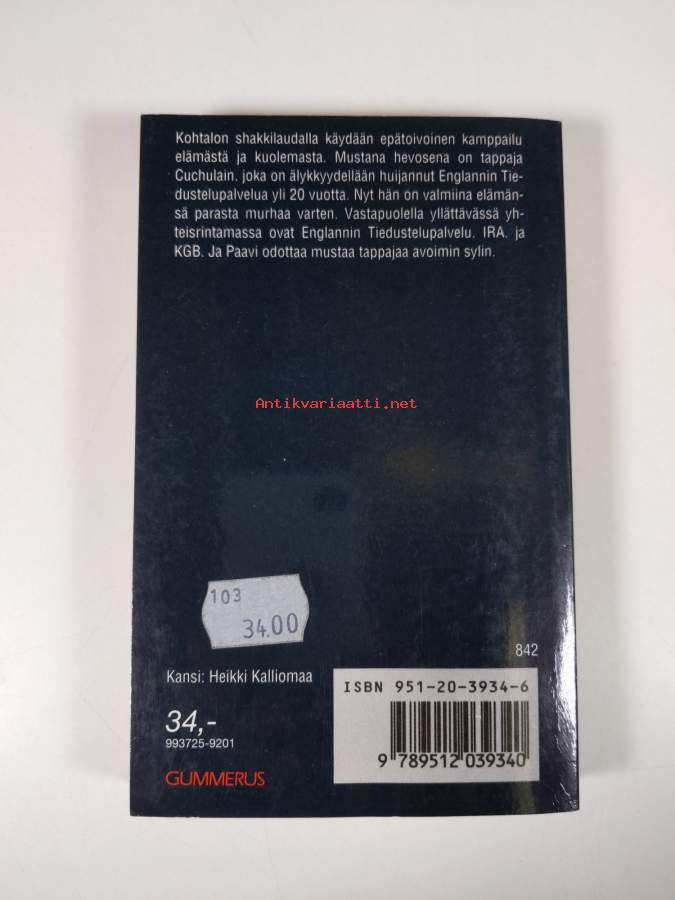 Kohtalon shakkilaudalla käydään epätoivoinen kamppailu
elämästä ja kuolemasta. Mustana hevosena on tappaja
Cuchulain, joka on älykkyydellään huijannut Englannin Tie-
dustelupalvelua yli 20 vuotta. Nyt hän on valmiina elämän-
sä parasta murhaa varten. Vastapuolella yllättävässä yh-
teisrintamassa ovat Englannin Tiedustelupalvelu, IRA, ja
KGB. Ja Paavi odottaa mustaa tappajaa avoimin sylin.
Antikvariaatti.net
103
34.00
842
Kansi: Heikki Kalliomaa
ISBN 951-20-3934-6
34,-
993725-9201
9 789512 039340
GUMMERUS